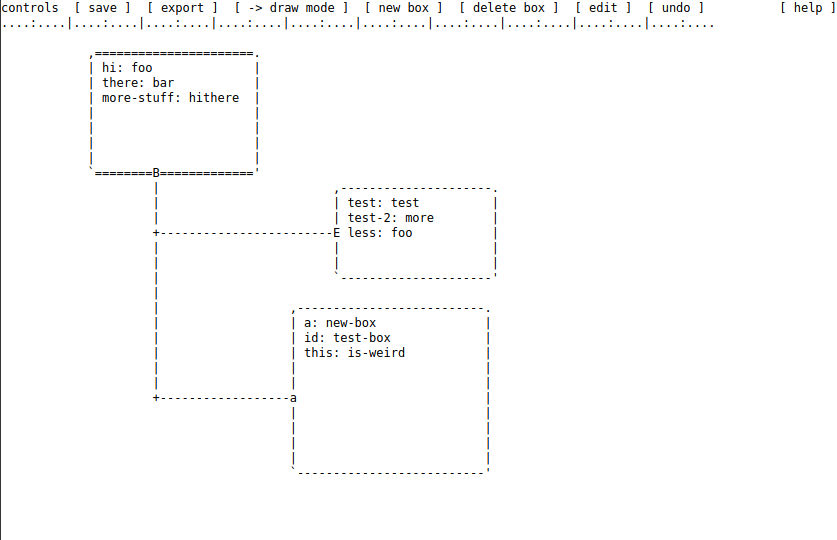 controls  [ save ]  [ export ]  [ -> draw mode ]  [ new box ]  [ delete box ]  [ edit ]  [ undo ]  [ help ]
....:....|....:....|....:....|....:....|....:....|....:....|....:....|....:....|....:....|....:....
hi: foo
there: bar
more-stuff: hithere
B
test: test
test-2: more
E less: foo
a: new-box
id: test-box
this: is-weird
a